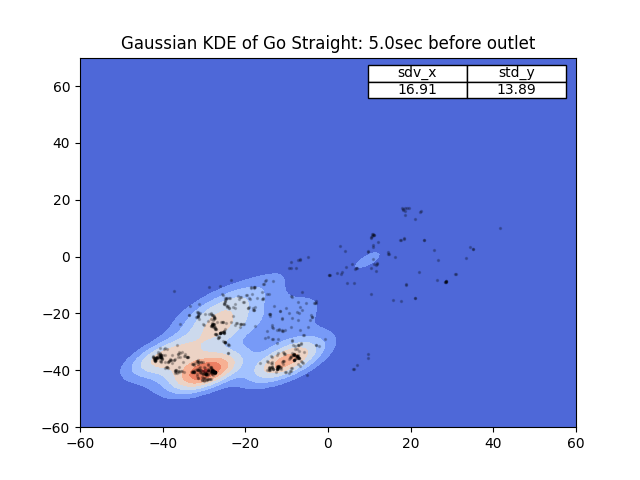 Gaussian KDE of Go Straight: 5.0sec before outlet
sdv_x std_y
16.91 13.89
60
40
20
0
−20
−40
−60
−60 −40 −20 0 20 40 60